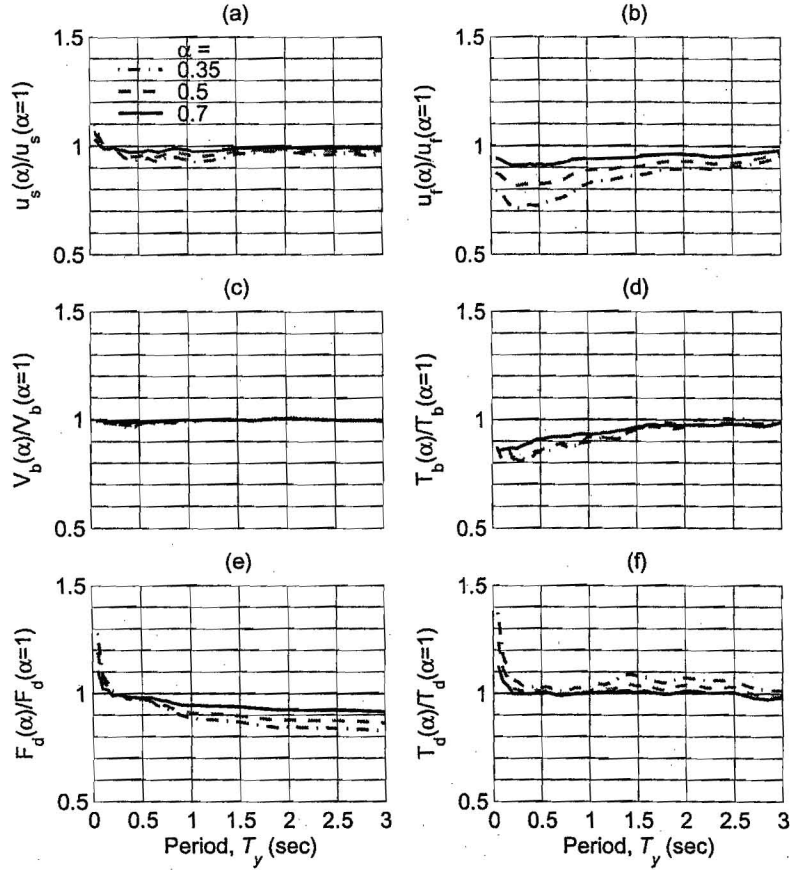 (a)
(b)
1.5
1
0.5
u_s(α)/u_s(α=1)
α =
0.35
0.5
0.7
1.5
1
0.5
u_f(α)/u_f(α=1)
(c)
(d)
1.5
1
0.5
V_b(α)/V_b(α=1)
1.5
1
0.5
T_b(α)/T_b(α=1)
(e)
(f)
1.5
1
0.5
F_d(α)/F_d(α=1)
0 0.5 1 1.5 2 2.5 3
Period, T_y (sec)
1.5
1
0.5
T_d(α)/T_d(α=1)
0 0.5 1 1.5 2 2.5 3
Period, T_y (sec)